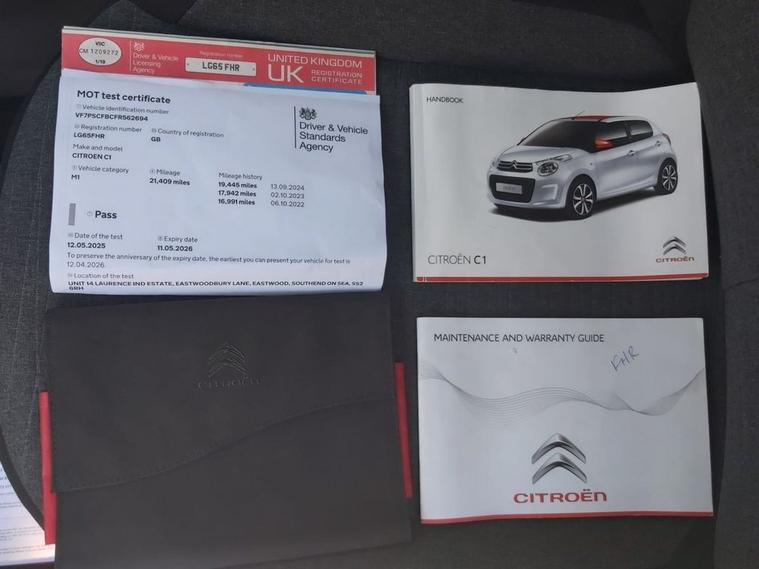 V5C
CM 1209272
1/19
Driver & Vehicle
Licensing
Agency
Registration number
LG65 FHR
UNITED KINGDOM
UK REGISTRATION
CERTIFICATE
MOT test certificate
Vehicle identification number
VF7PSCFBCFR562694
Registration number
LG65FHR
Country of registration
GB
Make and model
CITROEN C1
Vehicle category
M1
Mileage
21,409 miles
Mileage history
19,445 miles 13.09.2024
17,942 miles 02.10.2023
16,991 miles 06.10.2022
Pass
Date of the test
12.05.2025
Expiry date
11.05.2026
To preserve the anniversary of the expiry date, the earliest you can present your vehicle for test is
12.04.2026.
Location of the test
UNIT 14 LAURENCE IND ESTATE, EASTWOODBURY LANE, EASTWOOD, SOUTHEND ON SEA, SS2
6RH
Driver & Vehicle
Standards
Agency
HANDBOOK
CITROËN C1
CITROËN
CITROËN
MAINTENANCE AND WARRANTY GUIDE
FHR
CITROËN